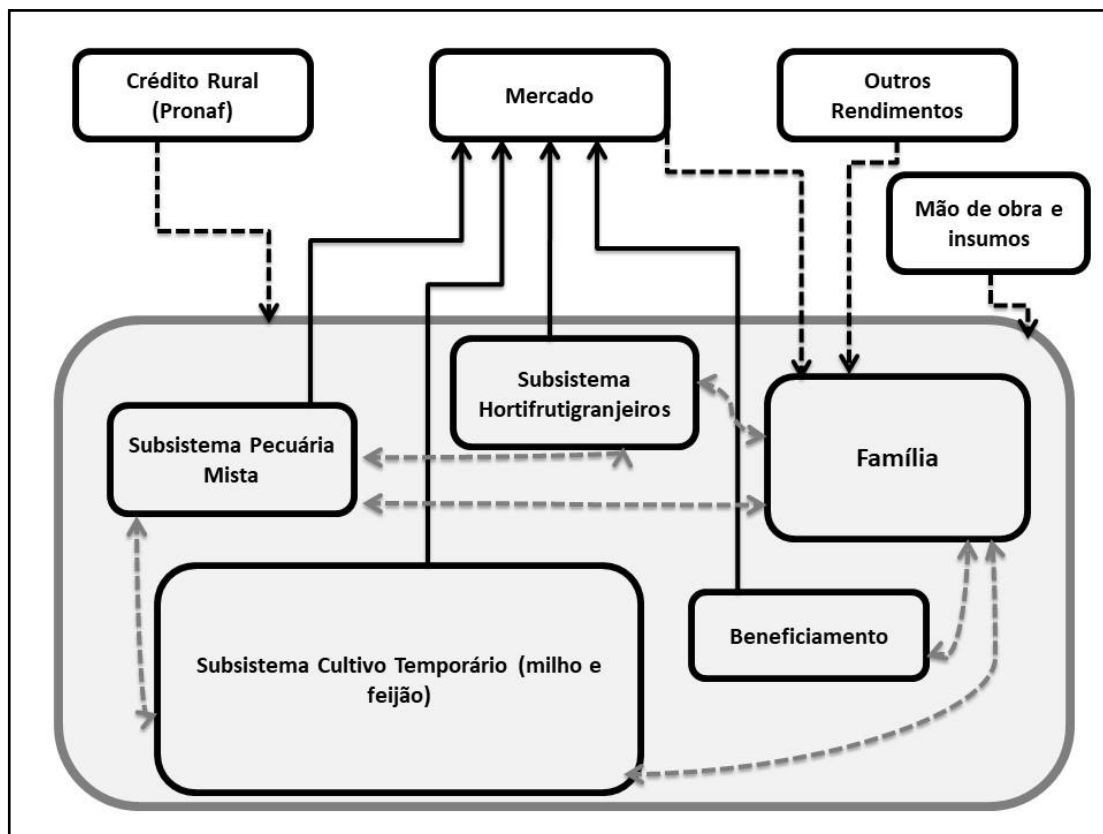 Crédito Rural
(Pronaf)
Mercado
Outros
Rendimentos
Mão de obra e
insumos
Subsistema
Hortifrutigranjeiros
Subsistema Pecuária
Mista
Família
Subsistema Cultivo Temporário (milho e
feijão)
Beneficiamento